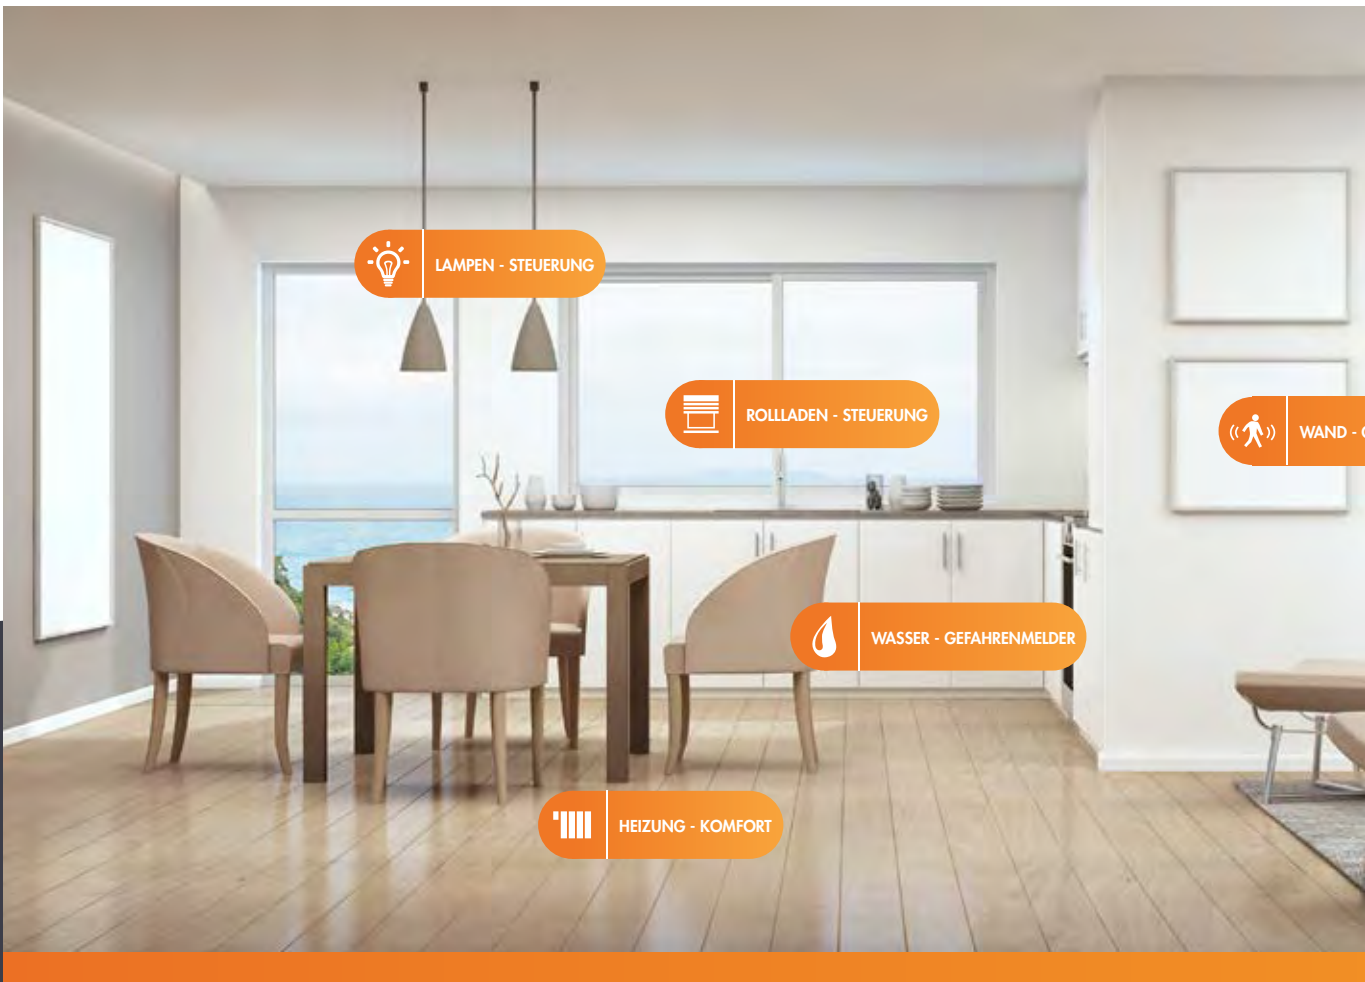 LAMPEN - STEUERUNG
ROLLLADEN - STEUERUNG
WAND -
WASSER - GEFAHRENMELDER
HEIZUNG - KOMFORT